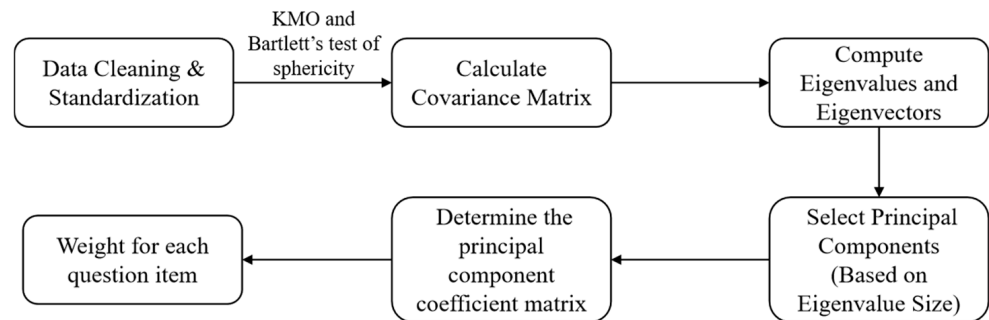 Data Cleaning &
Standardization
KMO and
Bartlett's test of
sphericity
Calculate
Covariance Matrix
Compute
Eigenvalues and
Eigenvectors
Select Principal
Components
(Based on
Eigenvalue Size)
Determine the
principal
component
coefficient matrix
Weight for each
question item